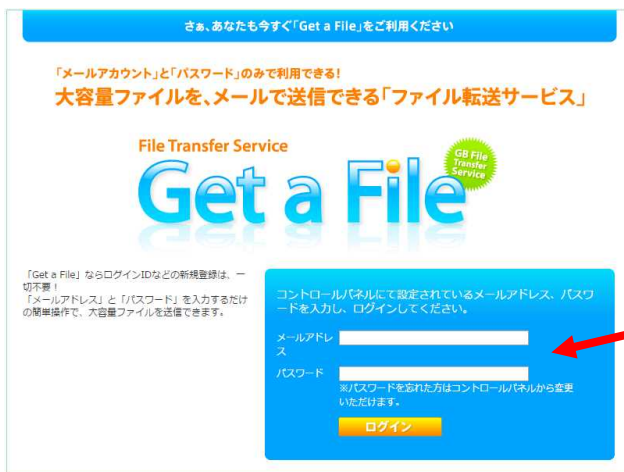 さぁ、あなたも今すぐ「Get a File」をご利用ください
「メールアカウント」と「パスワード」のみで利用できる!
大容量ファイルを、メールで送信できる「ファイル転送サービス」
File Transfer Service
Get a File
GB File
Transfer
Service
「Get a File」ならログインIDなどの新規登録は、一
切不要!
「メールアドレス」と「パスワード」を入力するだけ
の簡単操作で、大容量ファイルを送信できます。
コントロールパネルにて設定されているメールアドレス、パスワ
ードを入力し、ログインしてください。
メールアドレ
ス
パスワード
※パスワードを忘れた方はコントロールパネルから変更
いただけます。
ログイン